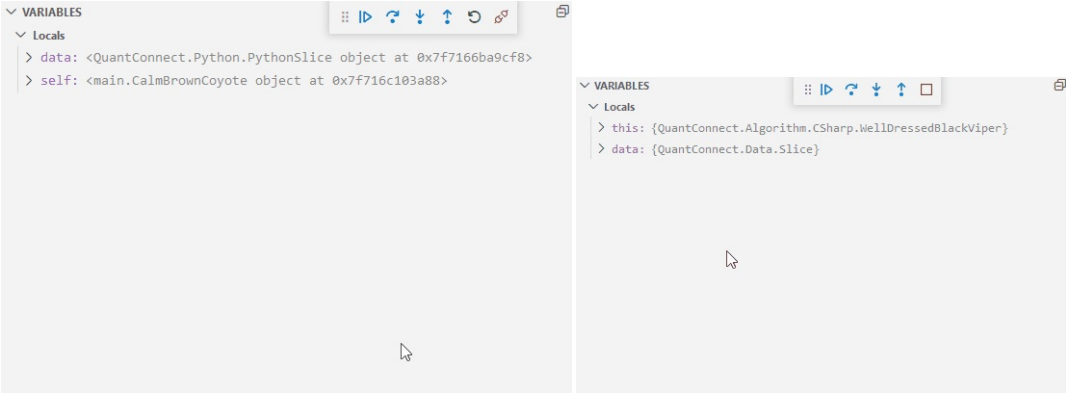 VARIABLES
Locals
data: <QuantConnect.Python.PythonSlice object at 0x7f7166ba9cf8>
self: <main.CalmBrownCoyote object at 0x7f716c103a88>
VARIABLES
Locals
this: {QuantConnect.Algorithm.CSharp.WellDressedBlackViper}
data: {QuantConnect.Data.Slice}